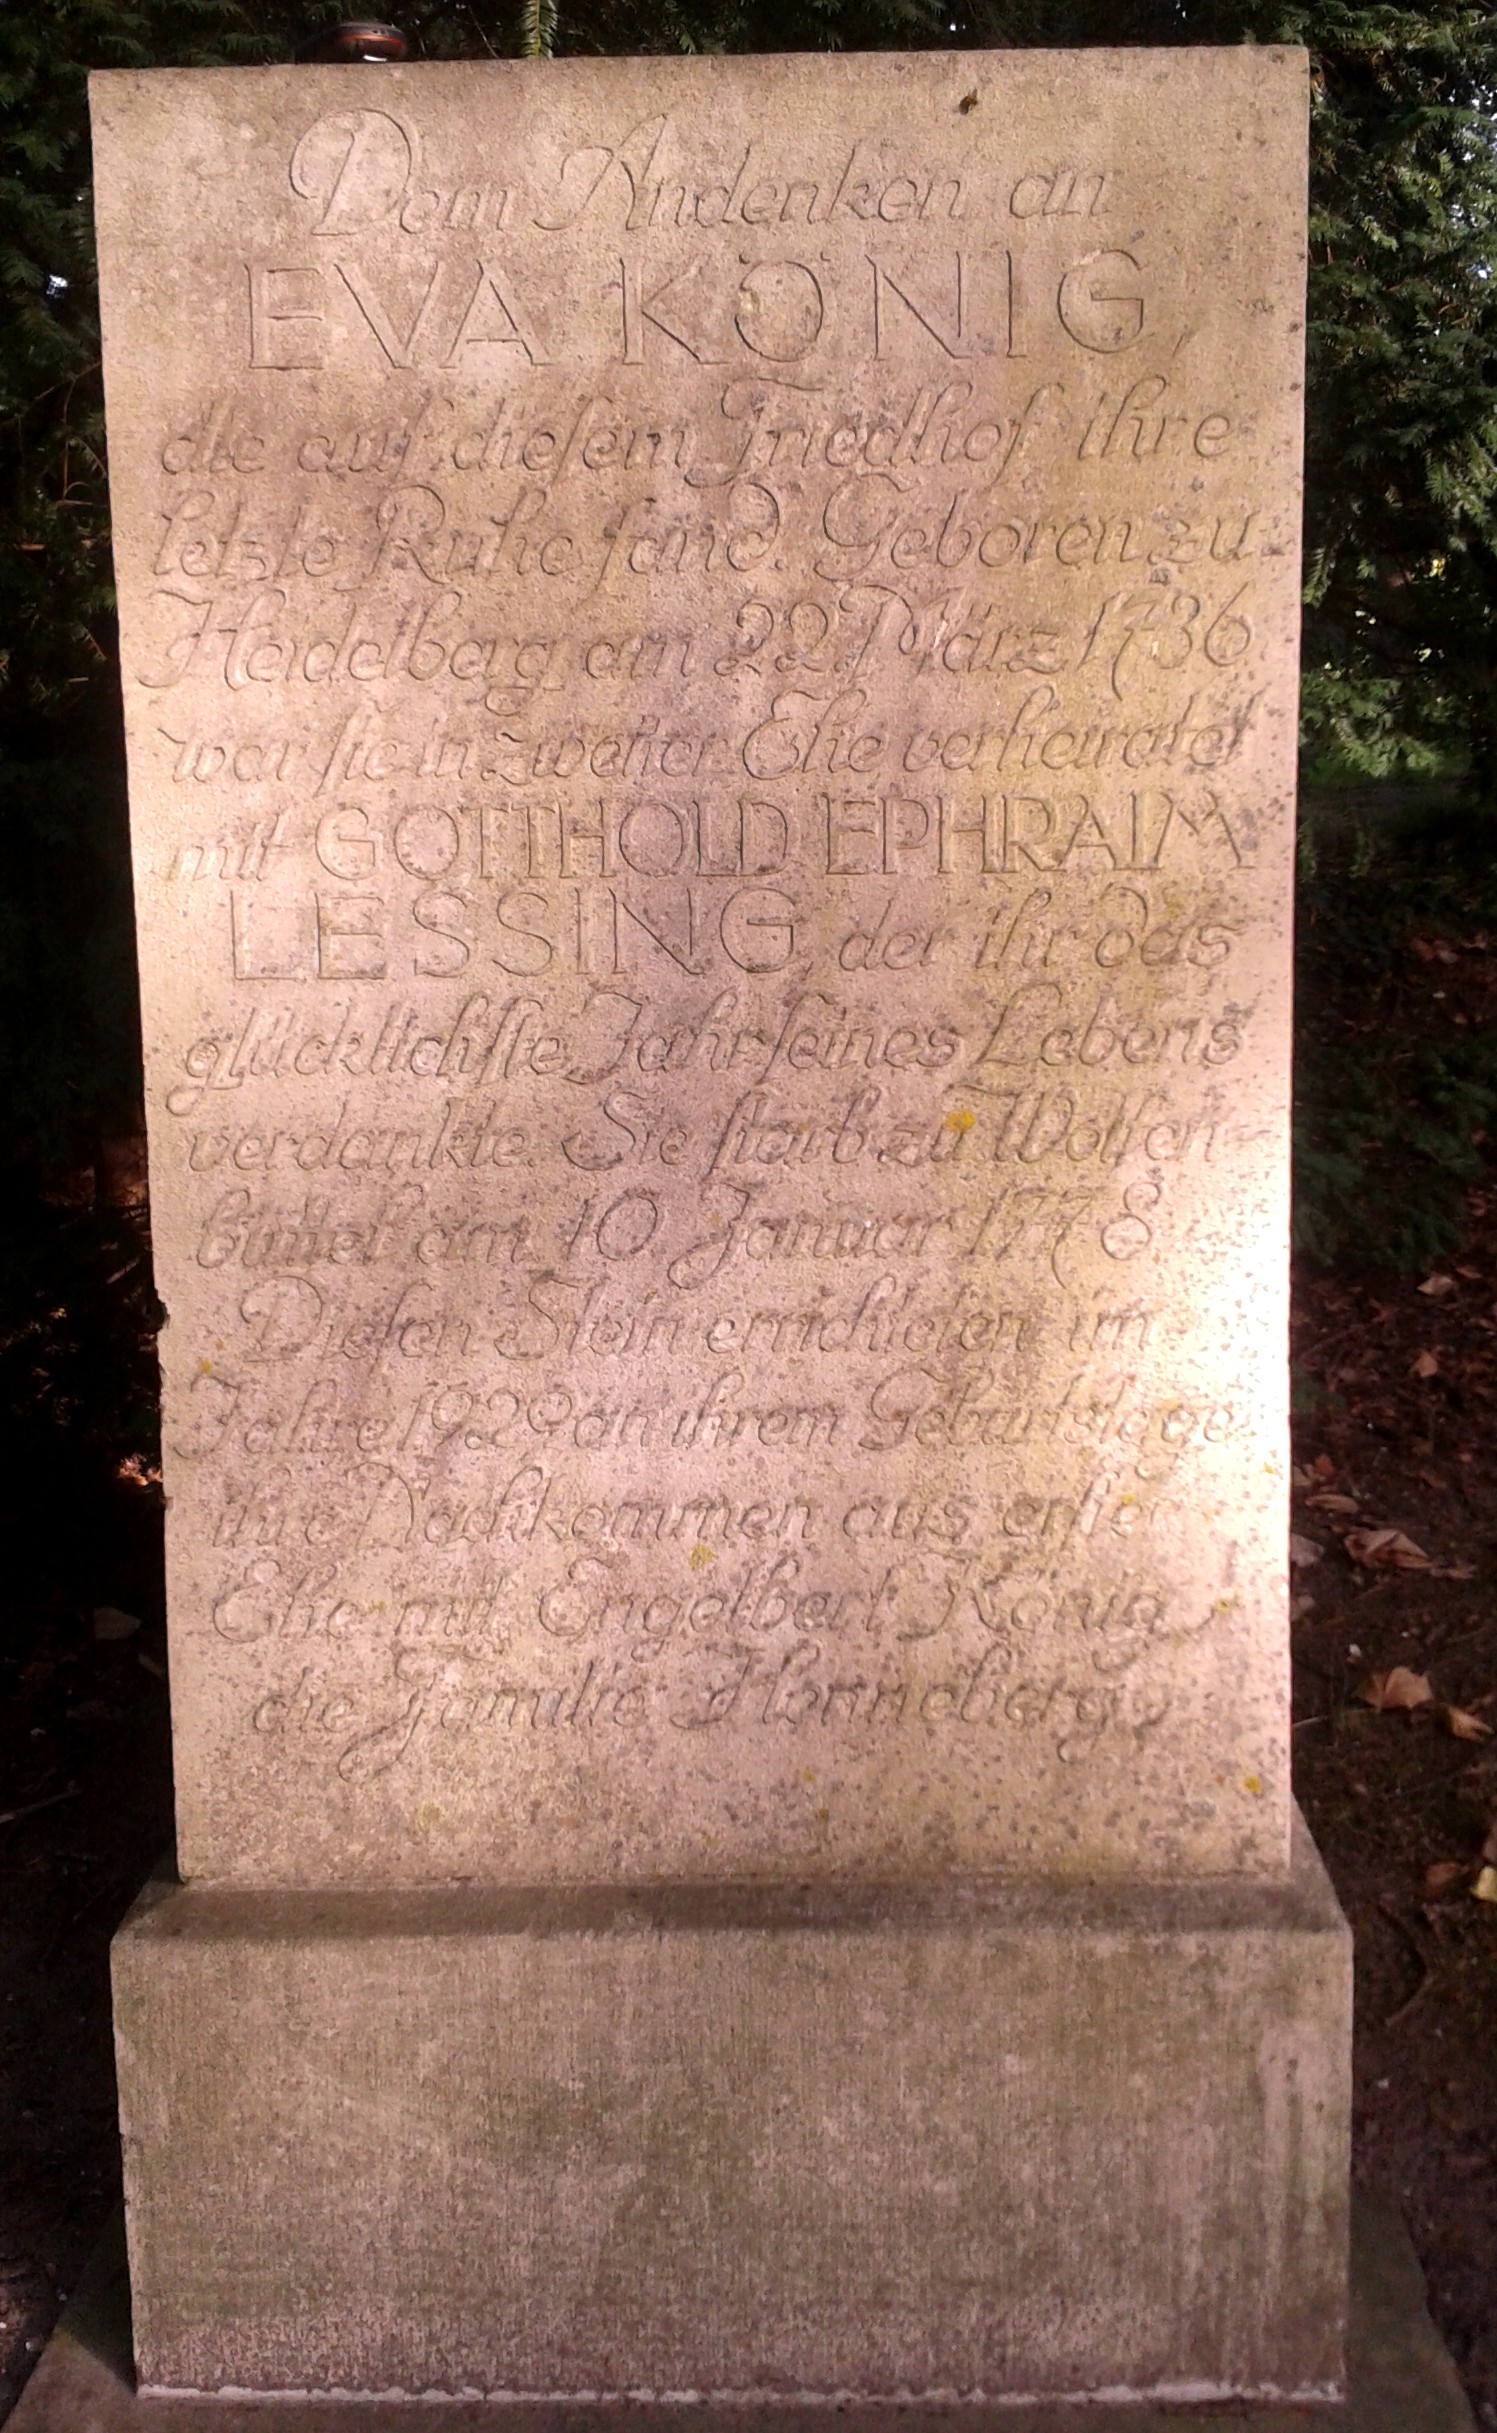 Dem Andenken an
EVA KÖNIG,
die auf dieſem Friedhof ihre
letzte Ruhe fand. Geboren zu
Heidelberg am 22 März 1736
war ſie in zweiter Ehe verheiratet
mit GOTTHOLD EPHRAIM
LESSING, der ihr das
glücklichſte Jahr ſeines Lebens
verdankte. Sie ſtarb zu Wolfen-
büttel am 10. Januar 1778
Dieſen Stein errichteten im
Jahre 1929 an ihrem Geburtstage
ihre Nachkommen aus erſter
Ehe mit Engelbert König,
die Familie Henneberg,